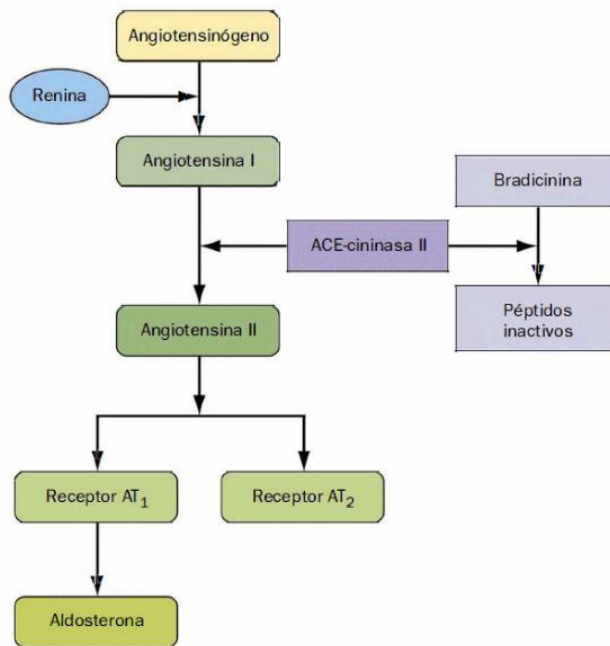 Angiotensinógeno
Renina
Angiotensina I
Bradicinina
ACE-cininasa II
Péptidos
inactivos
Angiotensina II
Receptor AT1
Receptor AT2
Aldosterona